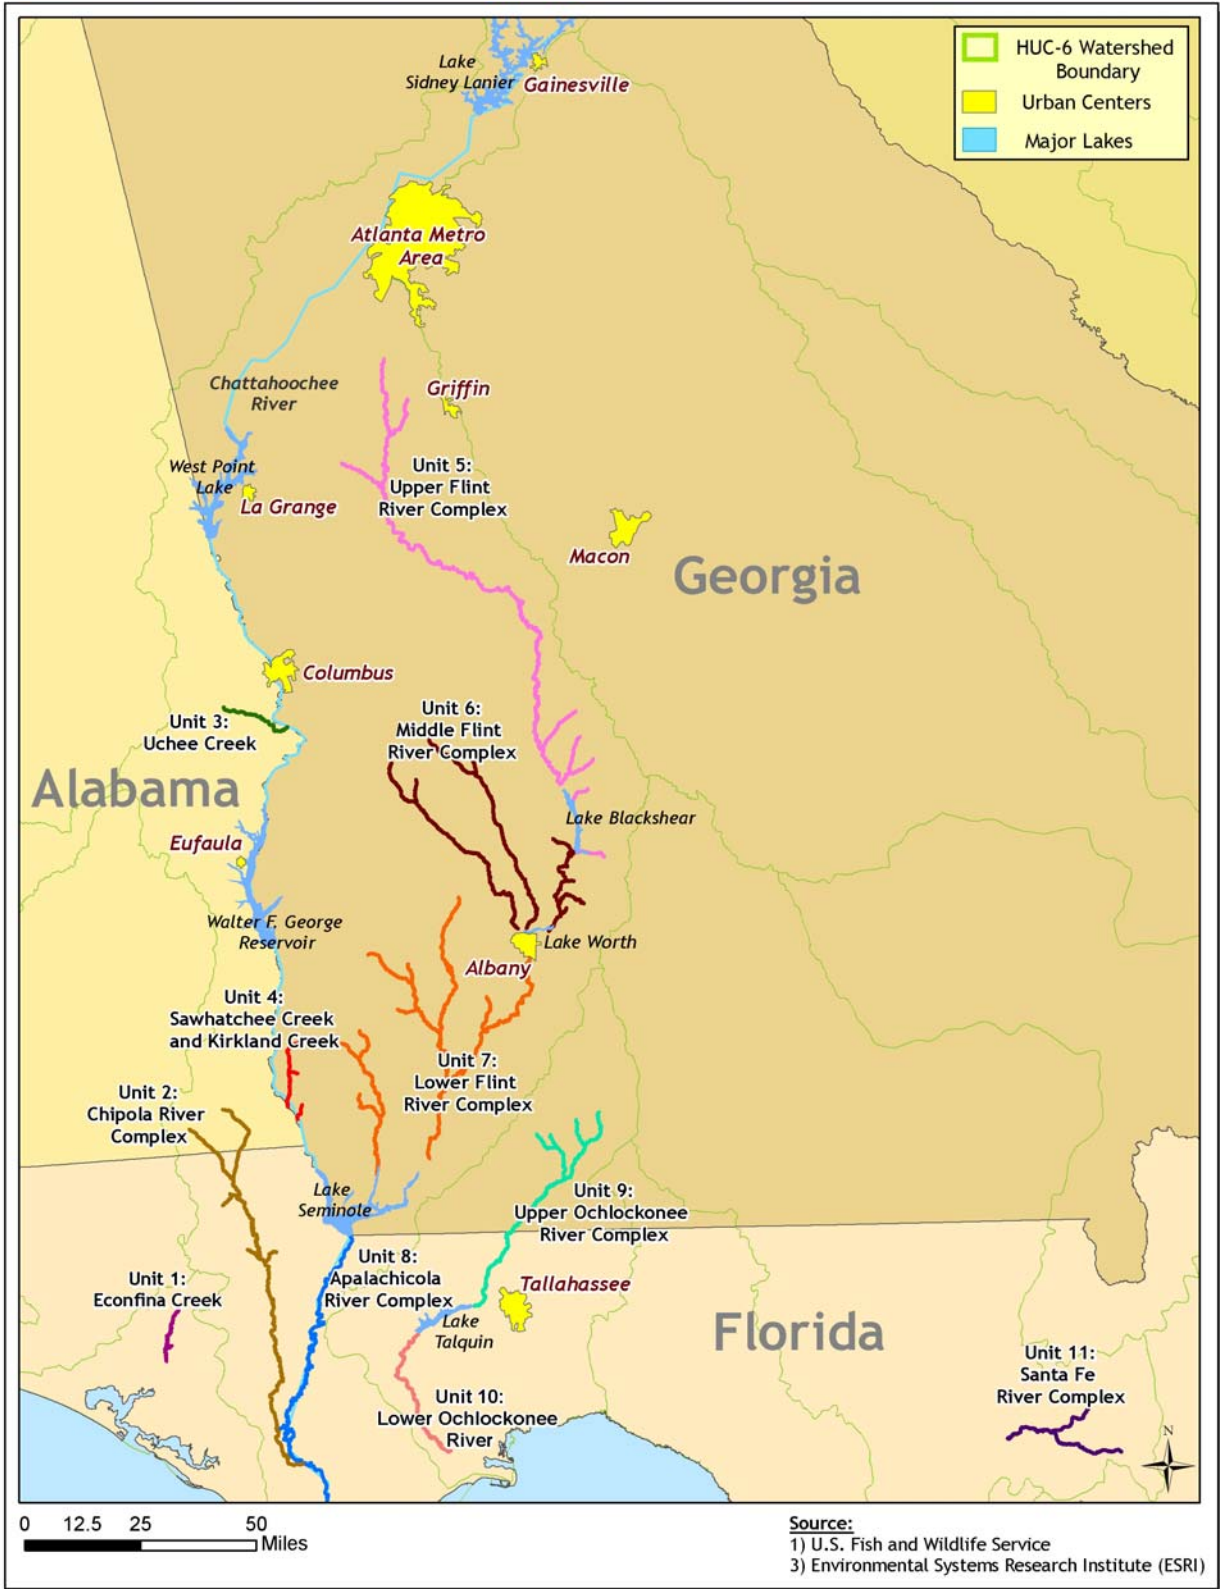 HUC-6 Watershed
Boundary
Urban Centers
Major Lakes
Lake
Sidney Lanier
Gainesville
Atlanta Metro
Area
Chattahoochee
River
Griffin
West Point
Lake
La Grange
Unit 5:
Upper Flint
River Complex
Macon
Georgia
Columbus
Unit 3:
Uchee Creek
Unit 6:
Middle Flint
River Complex
Alabama
Lake Blackshear
Eufaula
Walter F. George
Reservoir
Lake Worth
Albany
Unit 4:
Sawhatchee Creek
and Kirkland Creek
Unit 7:
Lower Flint
River Complex
Unit 2:
Chipola River
Complex
Lake
Seminole
Unit 9:
Upper Ochlockonee
River Complex
Unit 8:
Apalachicola
River Complex
Unit 1:
Econfina Creek
Tallahassee
Lake
Talquin
Florida
Unit 11:
Santa Fe
River Complex
Unit 10:
Lower Ochlockonee
River
N
0 12.5 25 50
Miles
Source:
1) U.S. Fish and Wildlife Service
3) Environmental Systems Research Institute (ESRI)